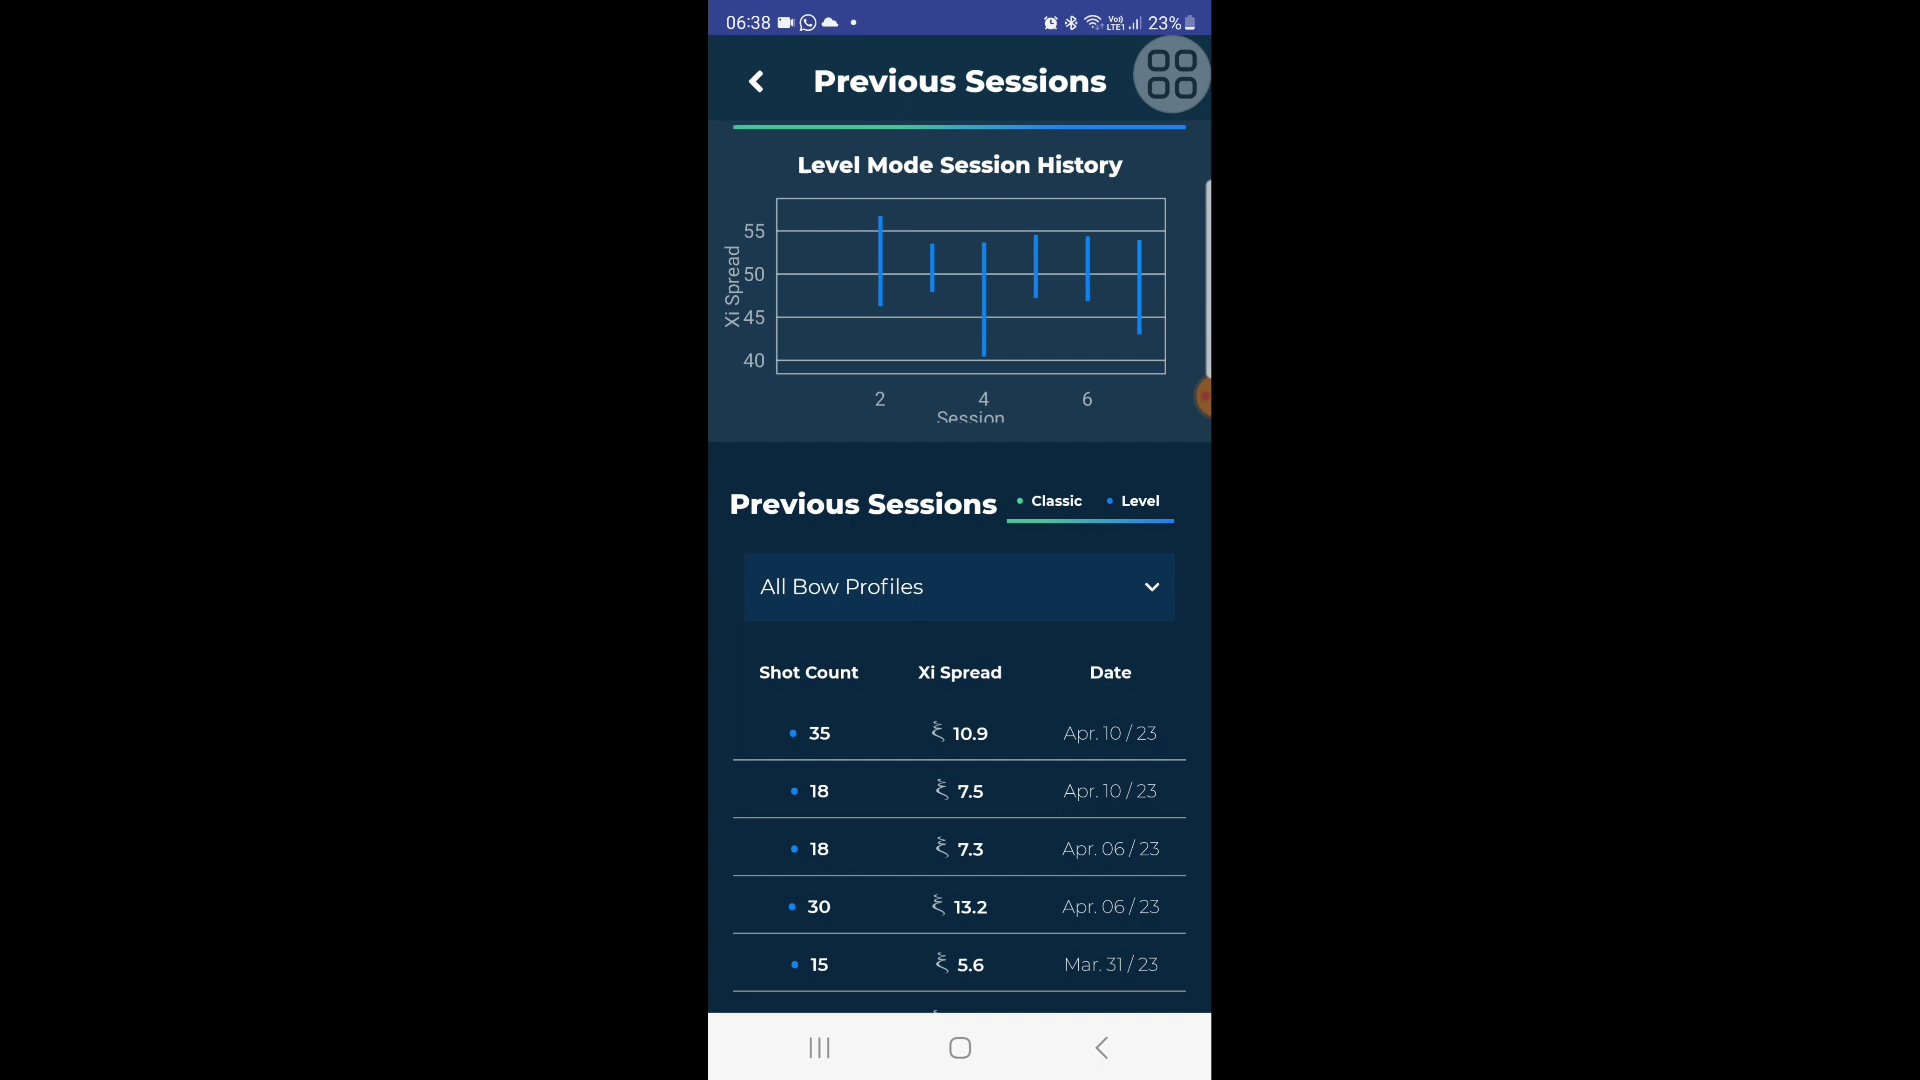 06:38 Vo) LTE1 23%
Previous Sessions
Level Mode Session History
Xi Spread
55
50
45
40
2 4 6
Session
Previous Sessions • Classic • Level
All Bow Profiles
Shot Count Xi Spread Date
• 35 ξ 10.9 Apr. 10 / 23
• 18 ξ 7.5 Apr. 10 / 23
• 18 ξ 7.3 Apr. 06 / 23
• 30 ξ 13.2 Apr. 06 / 23
• 15 ξ 5.6 Mar. 31 / 23